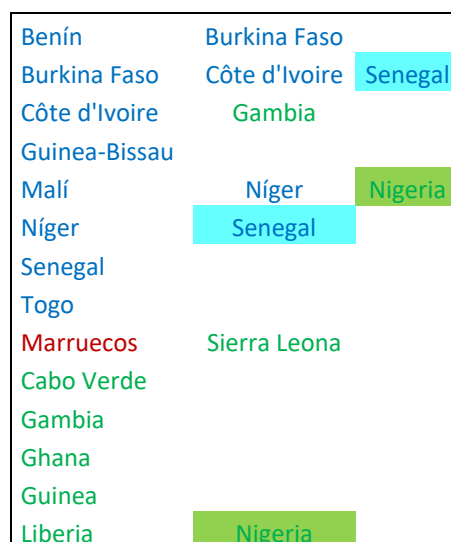 Benín Burkina Faso
Burkina Faso Côte d'Ivoire Senegal
Côte d'Ivoire Gambia
Guinea-Bissau
Malí Níger Nigeria
Níger Senegal
Senegal
Togo
Marruecos Sierra Leona
Cabo Verde
Gambia
Ghana
Guinea
Liberia Nigeria